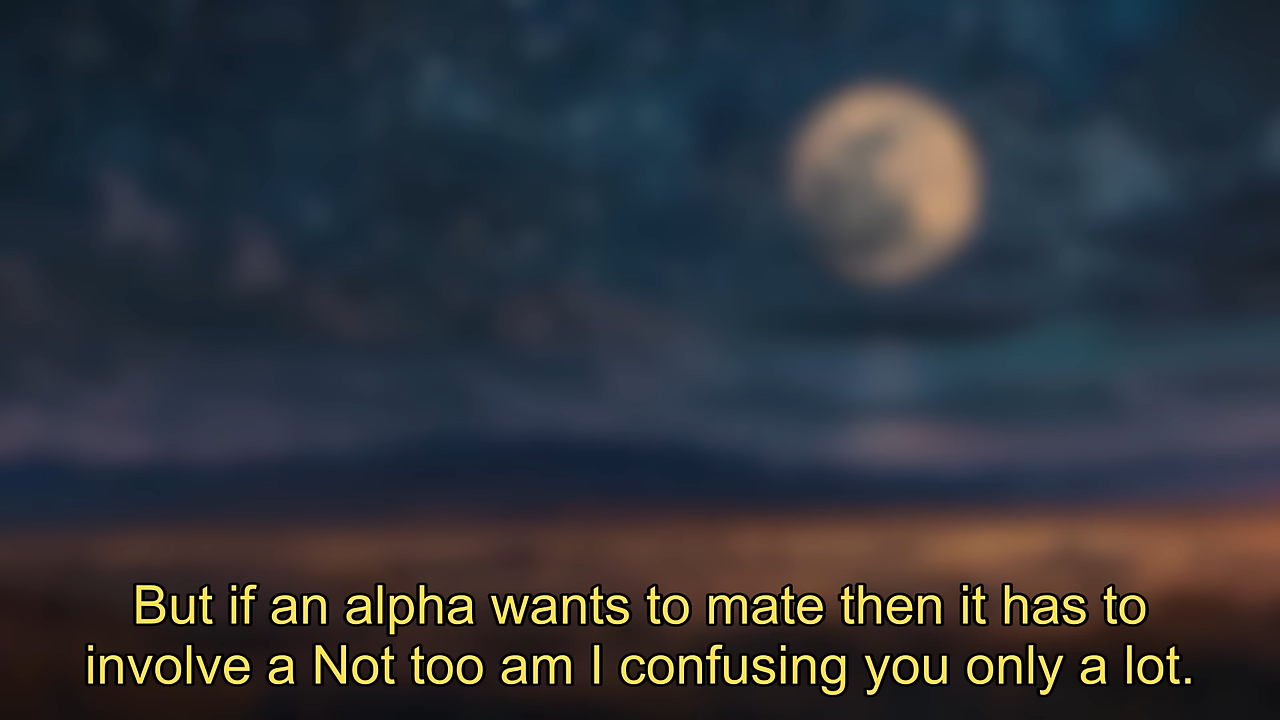 But if an alpha wants to mate then it has to
involve a Not too am I confusing you only a lot.